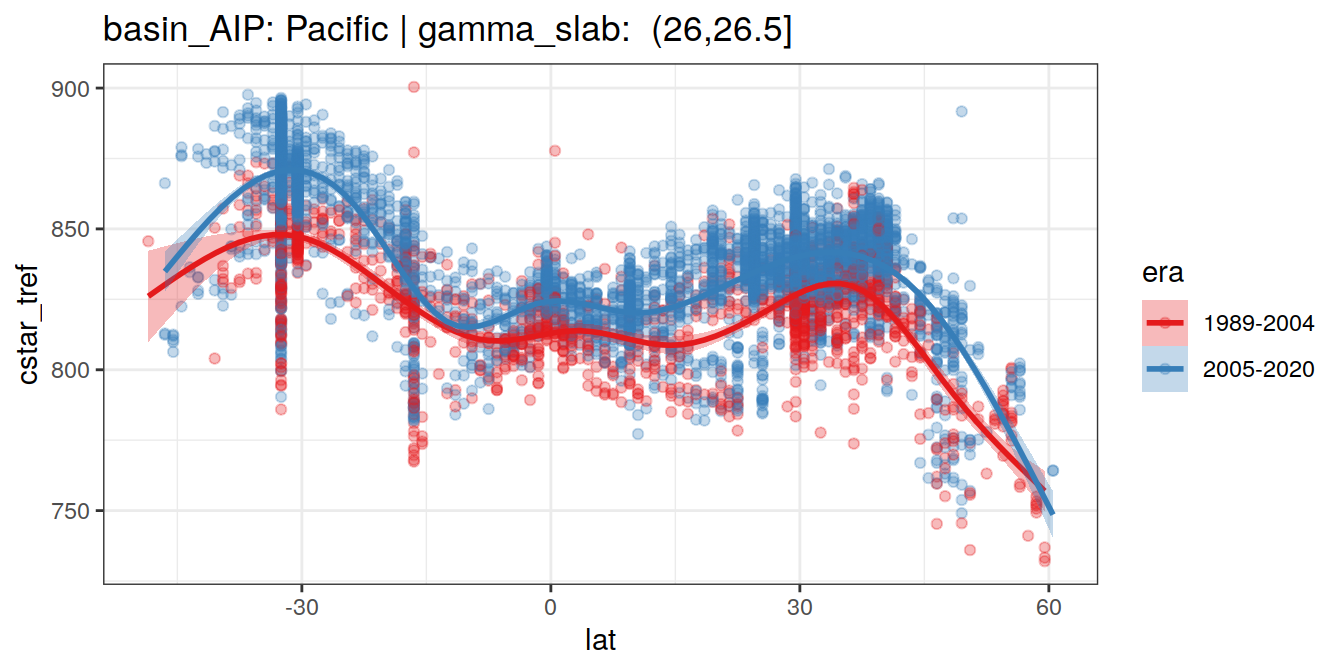 basin_AIP: Pacific | gamma_slab:  (26,26.5]
900
850
800
750
cstar_tref
-30
0
30
60
lat
era
1989-2004
2005-2020